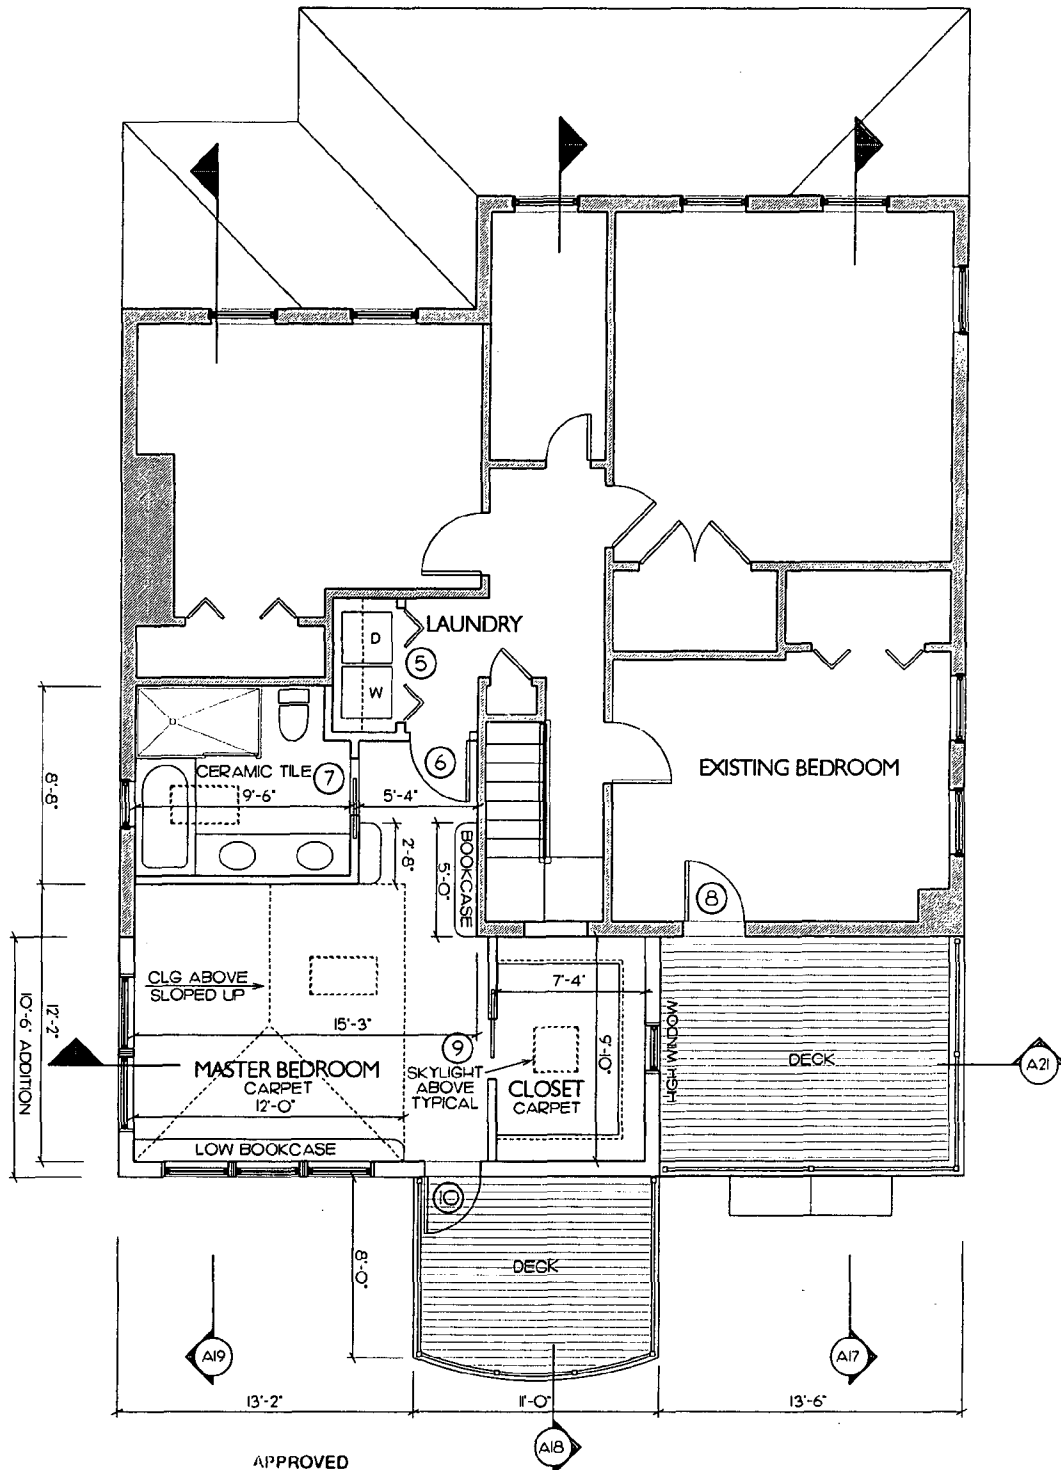 D
LAUNDRY
5
W
6
CERAMIC TILE 7
EXISTING BEDROOM
8'-8"
9'-6"
5'-4"
2'-8"
5'-0"
BOOKCASE
8
CLG ABOVE
SLOPED UP
7'-4"
15'-3"
9
12'-2"
10'-6" ADDITION
MASTER BEDROOM
CARPET
12'-0"
SKYLIGHT
ABOVE
TYPICAL
CLOSET
CARPET
9'-10"
HIGH WINDOW
DECK
A21
LOW BOOKCASE
10
8'-0"
DECK
A19
A17
13'-2"
11'-0"
13'-6"
A18
APPROVED